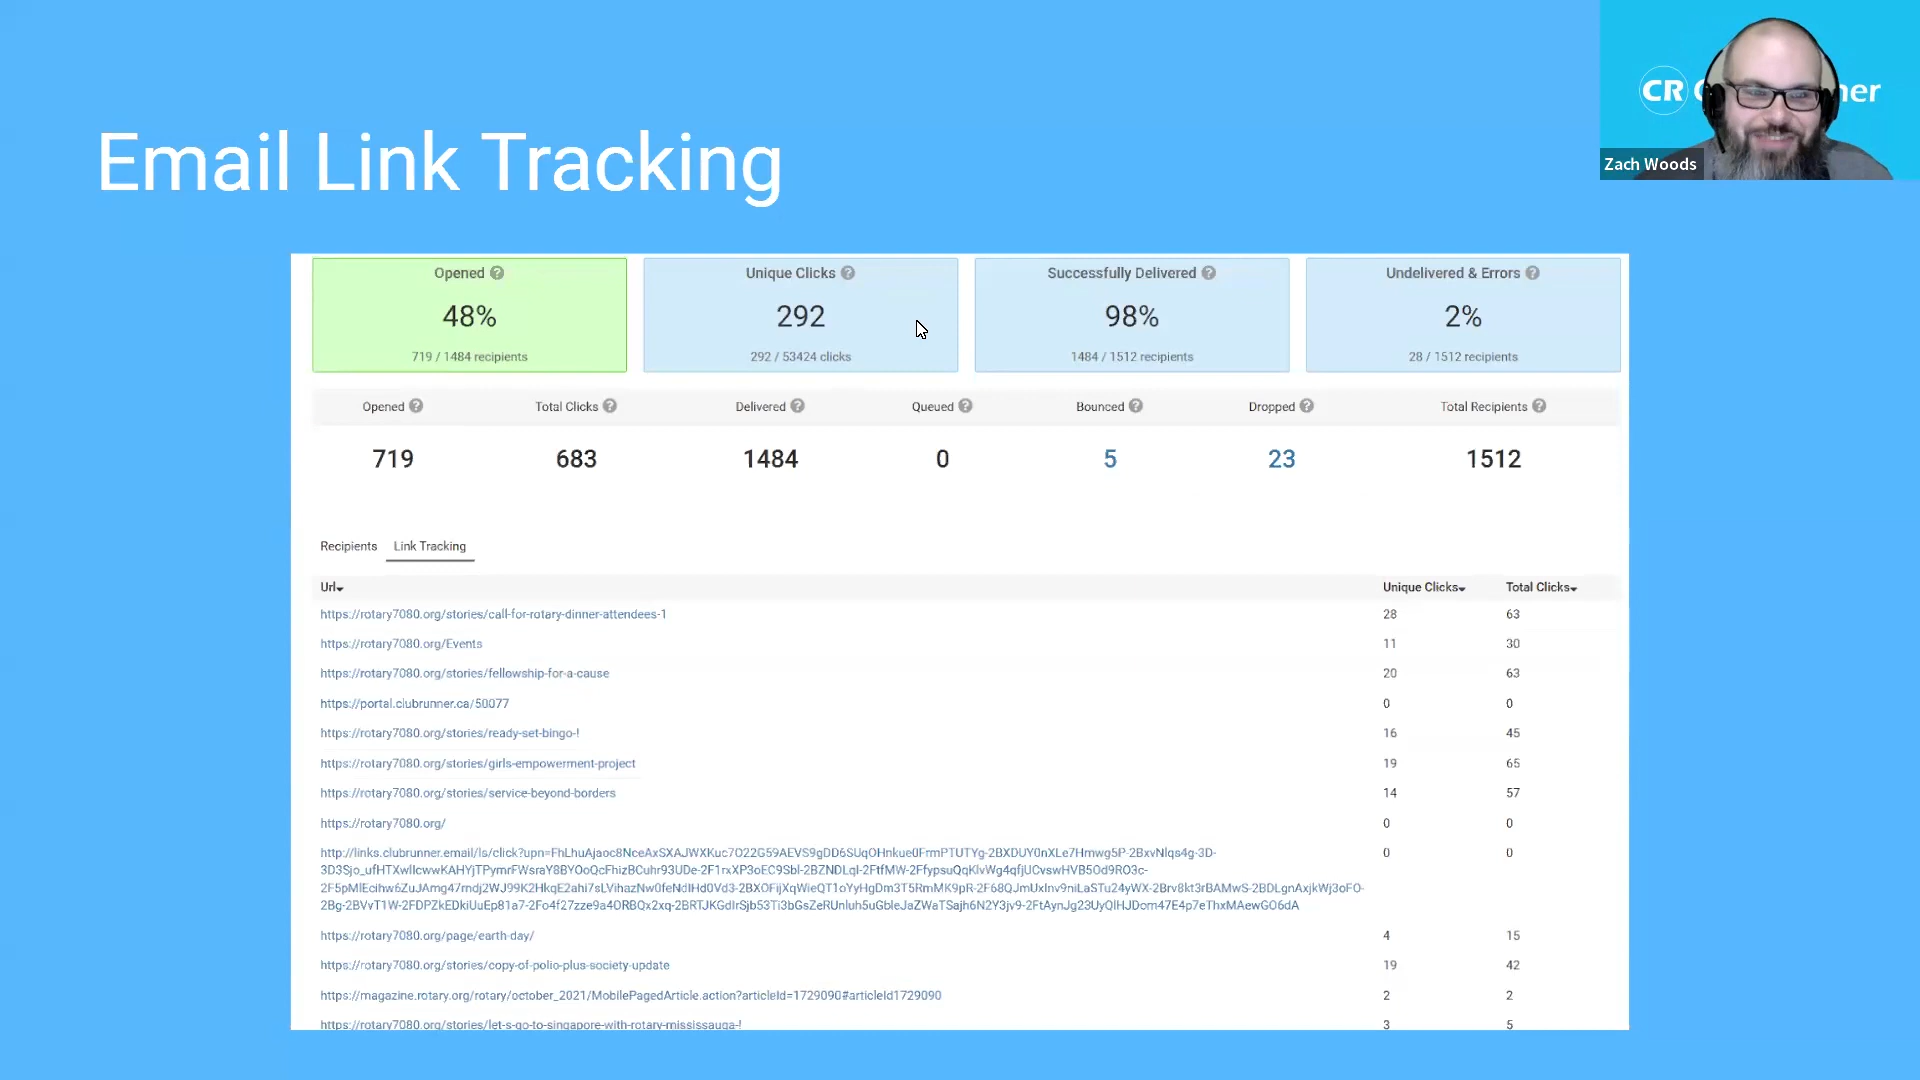 CR
ner
Zach Woods
Email Link Tracking
Opened
48%
719 / 1484 recipients
Unique Clicks
292
292 / 53424 clicks
Successfully Delivered
98%
1484 / 1512 recipients
Undelivered & Errors
2%
28 / 1512 recipients
Opened Total Clicks Delivered Queued Bounced Dropped Total Recipients
719 683 1484 0 5 23 1512
Recipients Link Tracking
Url Unique Clicks Total Clicks
https://rotary7080.org/stories/call-for-rotary-dinner-attendees-1 28 63
https://rotary7080.org/Events 11 30
https://rotary7080.org/stories/fellowship-for-a-cause 20 63
https://portal.clubrunner.ca/50077 0 0
https://rotary7080.org/stories/ready-set-bingo-! 16 45
https://rotary7080.org/stories/girls-empowerment-project 19 65
https://rotary7080.org/stories/service-beyond-borders 14 57
https://rotary7080.org/ 0 0
0 0
https://rotary7080.org/page/earth-day/ 4 15
https://rotary7080.org/stories/copy-of-polio-plus-society-update 19 42
https://magazine.rotary.org/rotary/october_2021/MobilePagedArticle.action?articleId=1729090#articleId1729090 2 2
https://rotary7080.org/stories/let-s-go-to-singapore-with-rotary-mississauga-! 3 5